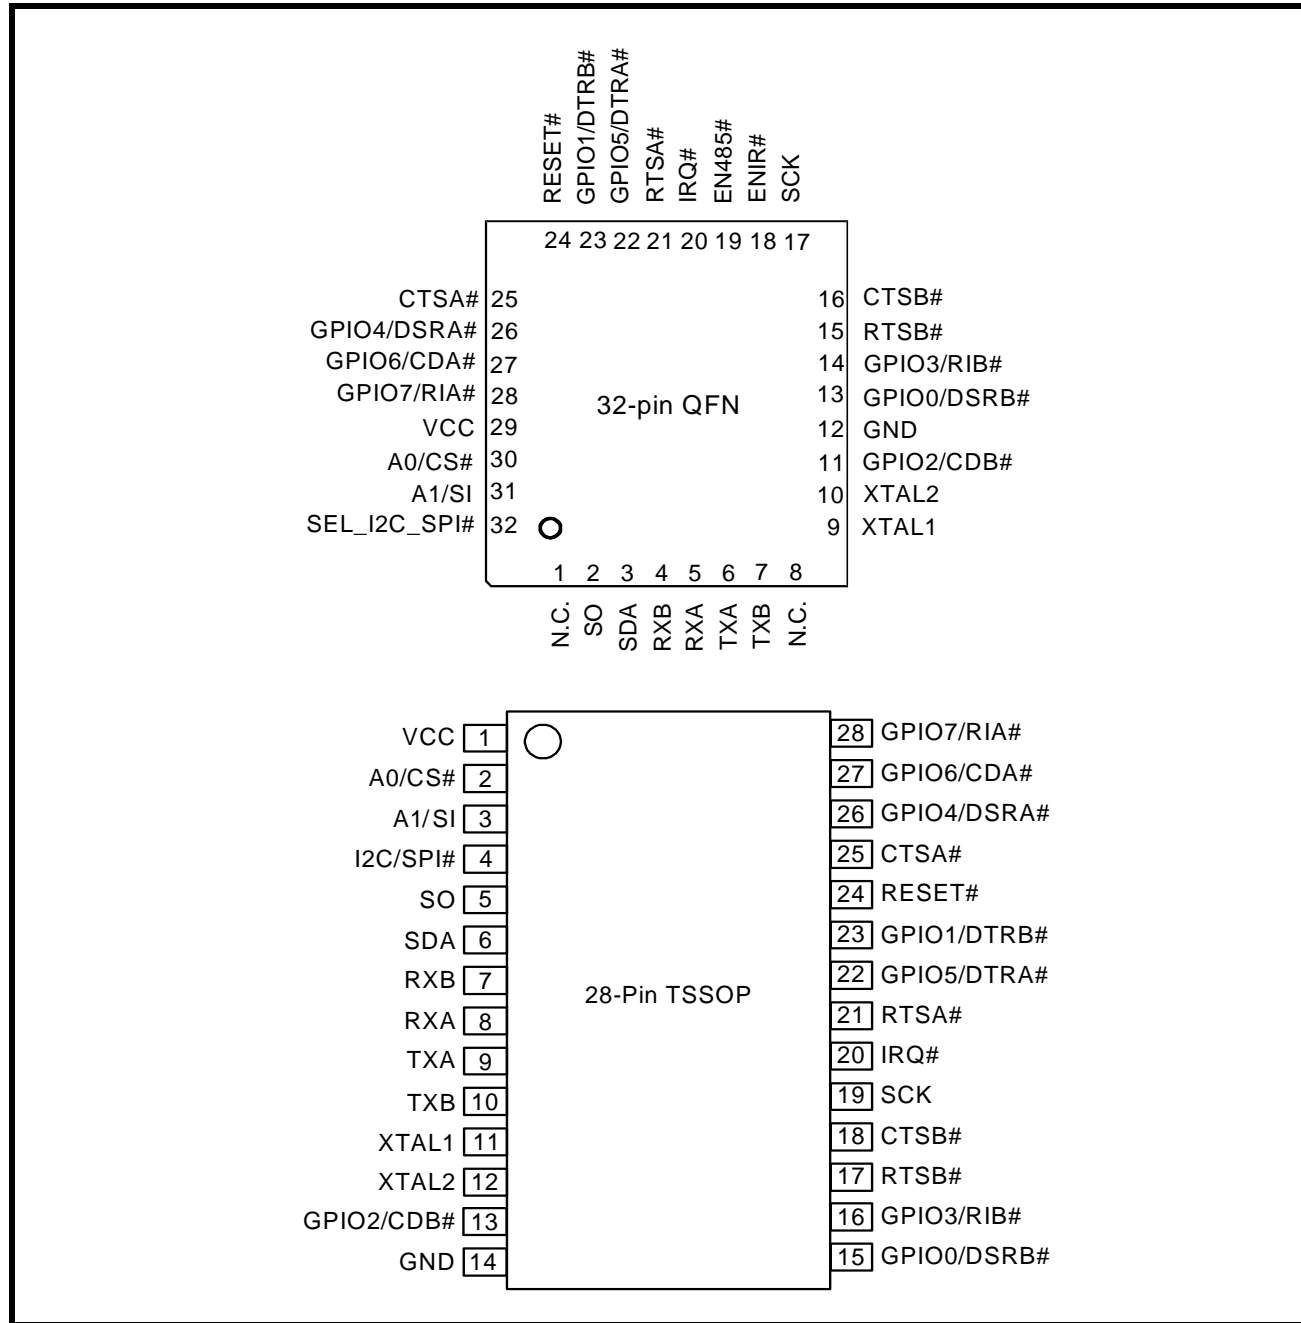 RESET#
GPIO1/DTRB#
GPIO5/DTRA#
RTSA#
IRQ#
EN485#
ENIR#
SCK
24 23 22 21 20 19 18 17
CTSA# 25
GPIO4/DSRA# 26
GPIO6/CDA# 27
GPIO7/RIA# 28
VCC 29
A0/CS# 30
A1/SI 31
SEL_I2C_SPI# 32
32-pin QFN
16 CTSB#
15 RTSB#
14 GPIO3/RIB#
13 GPIO0/DSRB#
12 GND
11 GPIO2/CDB#
10 XTAL2
9 XTAL1
1 2 3 4 5 6 7 8
N.C.
SO
SDA
RXB
RXA
TXA
TXB
N.C.
VCC 1
A0/CS# 2
A1/SI 3
I2C/SPI# 4
SO 5
SDA 6
RXB 7
RXA 8
TXA 9
TXB 10
XTAL1 11
XTAL2 12
GPIO2/CDB# 13
GND 14
28-Pin TSSOP
28 GPIO7/RIA#
27 GPIO6/CDA#
26 GPIO4/DSRA#
25 CTSA#
24 RESET#
23 GPIO1/DTRB#
22 GPIO5/DTRA#
21 RTSA#
20 IRQ#
19 SCK
18 CTSB#
17 RTSB#
16 GPIO3/RIB#
15 GPIO0/DSRB#